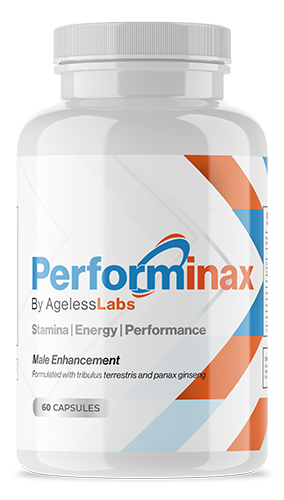 Performinax
By AgelessLabs
Stamina|Energy|Performance
Male Enhancement
Formulated with tribulus terrestris and panax ginseng
60 CAPSULES